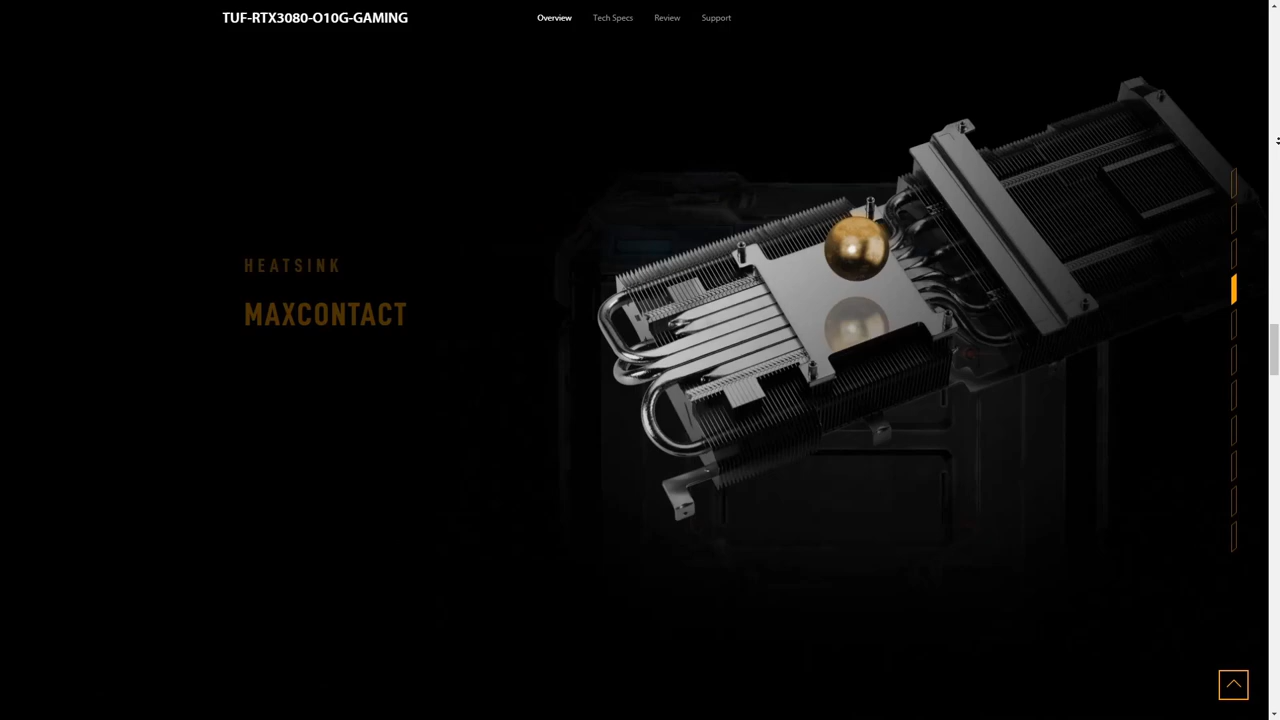 TUF-RTX3080-O10G-GAMING
Overview Tech Specs Review Support
HEATSINK
MAXCONTACT